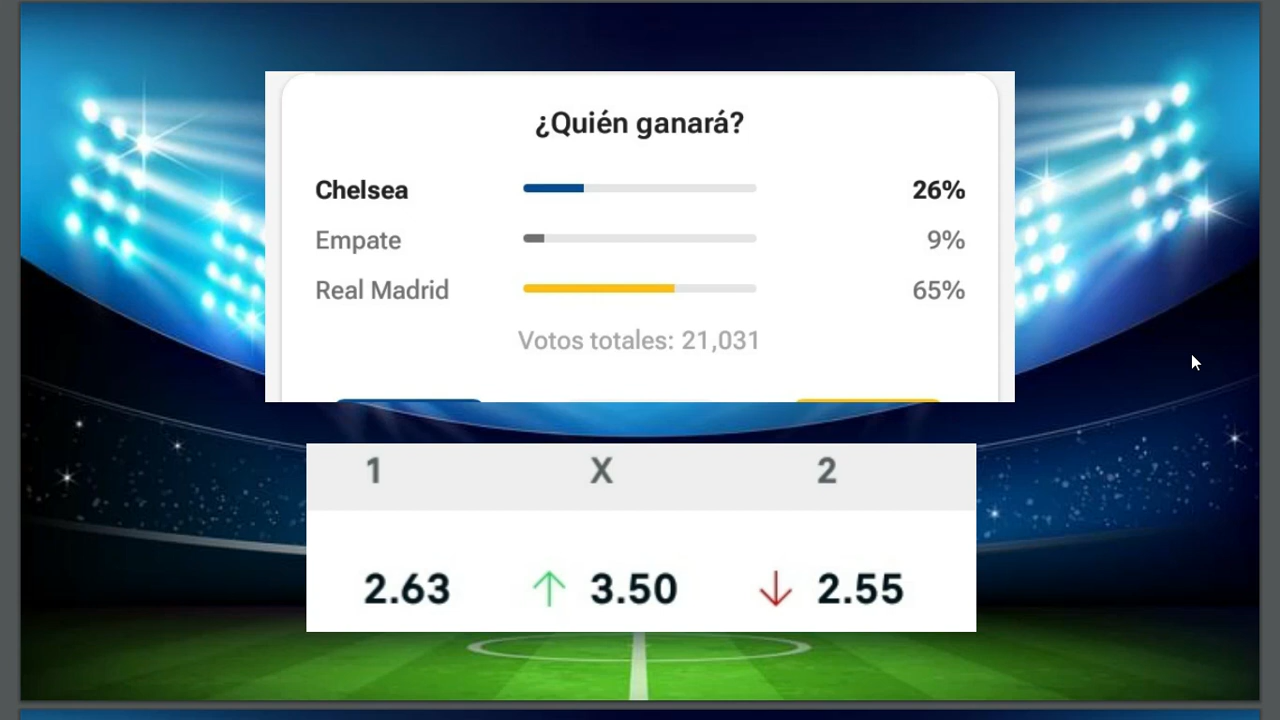 ¿Quién ganará?
Chelsea 26%
Empate 9%
Real Madrid 65%
Votos totales: 21,031
1 X 2
2.63 ↑ 3.50 ↓ 2.55